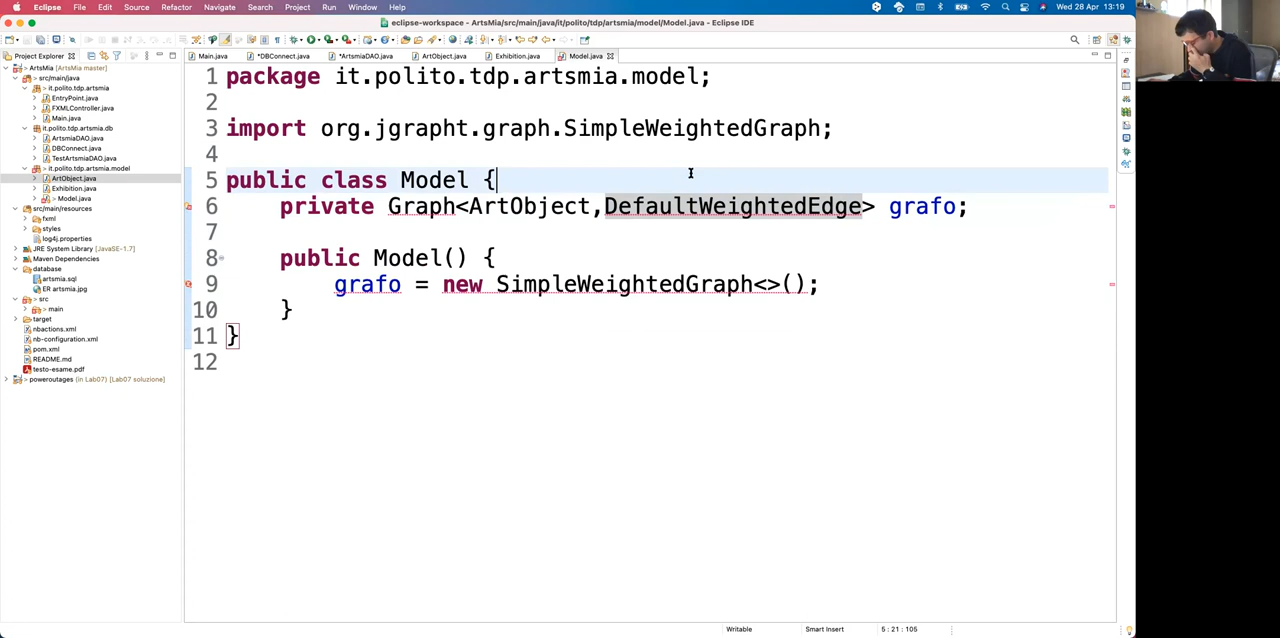 Eclipse File Edit Source Refactor Navigate Search Project Run Window Help Wed 28 Apr 13:19
eclipse-workspace - ArtsMia/src/main/java/it/polito/tdp/artsmia/model/Model.java - Eclipse IDE
Project Explorer
Main.java *DBConnect.java *ArtsmiaDAO.java ArtObject.java Exhibition.java Model.java
> ArtsMia [ArtsMia master]
> src/main/java
> it.polito.tdp.artsmia
> EntryPoint.java
> FXMLController.java
> Main.java
it.polito.tdp.artsmia.db
ArtsmiaDAO.java
DBConnect.java
TestArtsmiaDAO.java
> it.polito.tdp.artsmia.model
ArtObject.java
Exhibition.java
> Model.java
src/main/resources
fxml
styles
log4j.properties
JRE System Library [JavaSE-1.7]
Maven Dependencies
database
artsmia.sql
ER artsmia.jpg
> src
> main
target
nbactions.xml
nb-configuration.xml
pom.xml
README.md
testo-esame.pdf
> poweroutages (in Lab07) [Lab07 soluzione]
1 package it.polito.tdp.artsmia.model;
2
3 import org.jgrapht.graph.SimpleWeightedGraph;
4
5 public class Model {
6 private Graph<ArtObject,DefaultWeightedEdge> grafo;
7
8 public Model() {
9 grafo = new SimpleWeightedGraph<>();
10 }
11 }
12
Writable Smart Insert 5 : 21 : 105